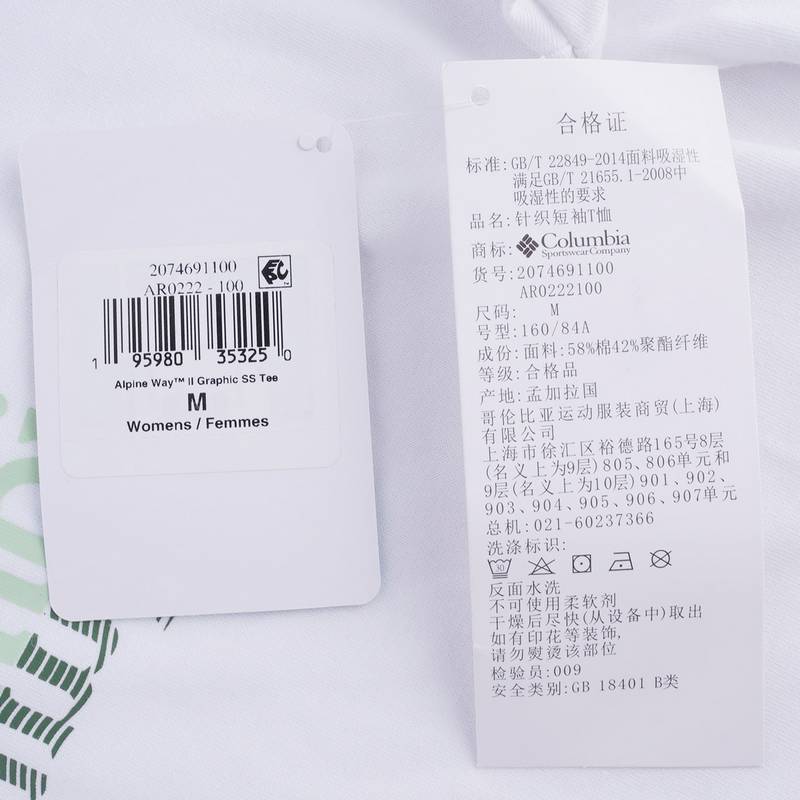 2074691100
AR0222 - 100
1 95980 35325 0
Alpine Way™ II Graphic SS Tee
M
Womens / Femmes
合格证
标准:GB/T 22849-2014面料吸湿性
满足GB/T 21655.1-2008中
吸湿性的要求
品名:针织短袖T恤
商标:Columbia
Sportswear Company
货号:2074691100
AR0222100
尺码: M
号型:160/84A
成份:面料:58%棉42%聚酯纤维
等级:合格品
产地:孟加拉国
哥伦比亚运动服装商贸(上海)
有限公司
上海市徐汇区裕德路165号8层
(名义上为9层)805、806单元和
9层(名义上为10层)901、902、
903、904、905、906、907单元
总机:021-60237366
洗涤标识:
30
反面水洗
不可使用柔软剂
干燥后尽快(从设备中)取出
如有印花等装饰,
请勿熨烫该部位
检验员:009
安全类别:GB 18401 B类